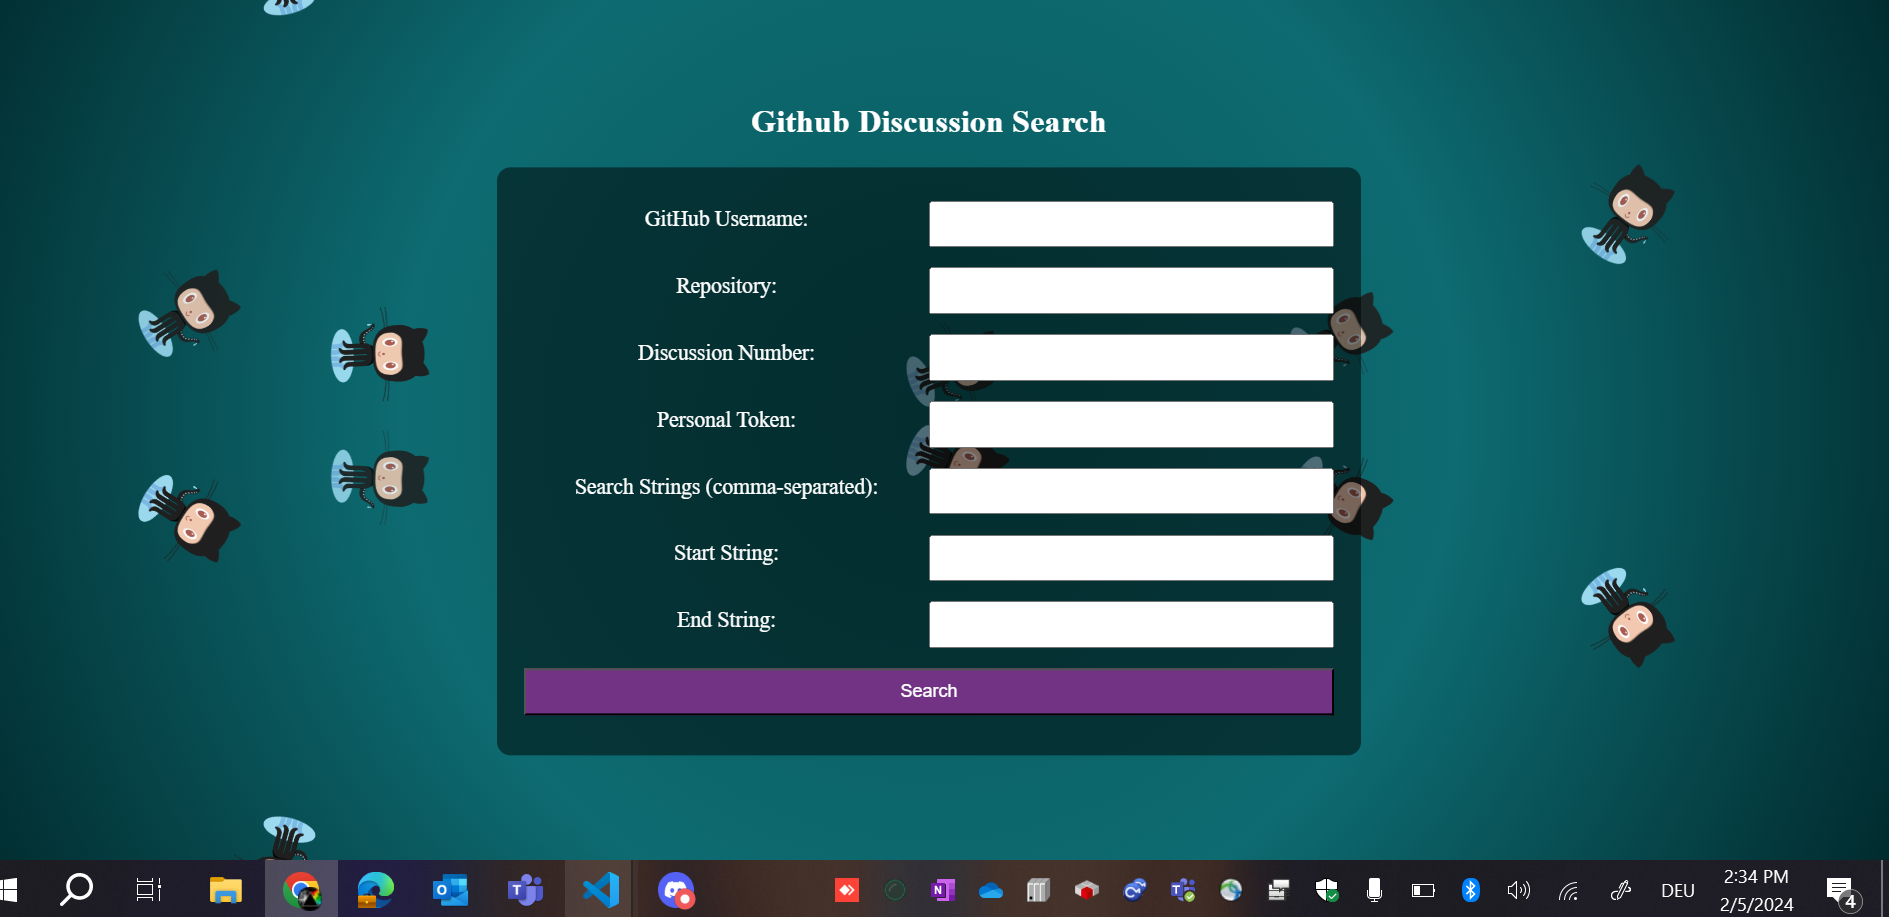 Github Discussion Search
GitHub Username:
Repository:
Discussion Number:
Personal Token:
Search Strings (comma-separated):
Start String:
End String:
Search
DEU
2:34 PM
2/5/2024
4